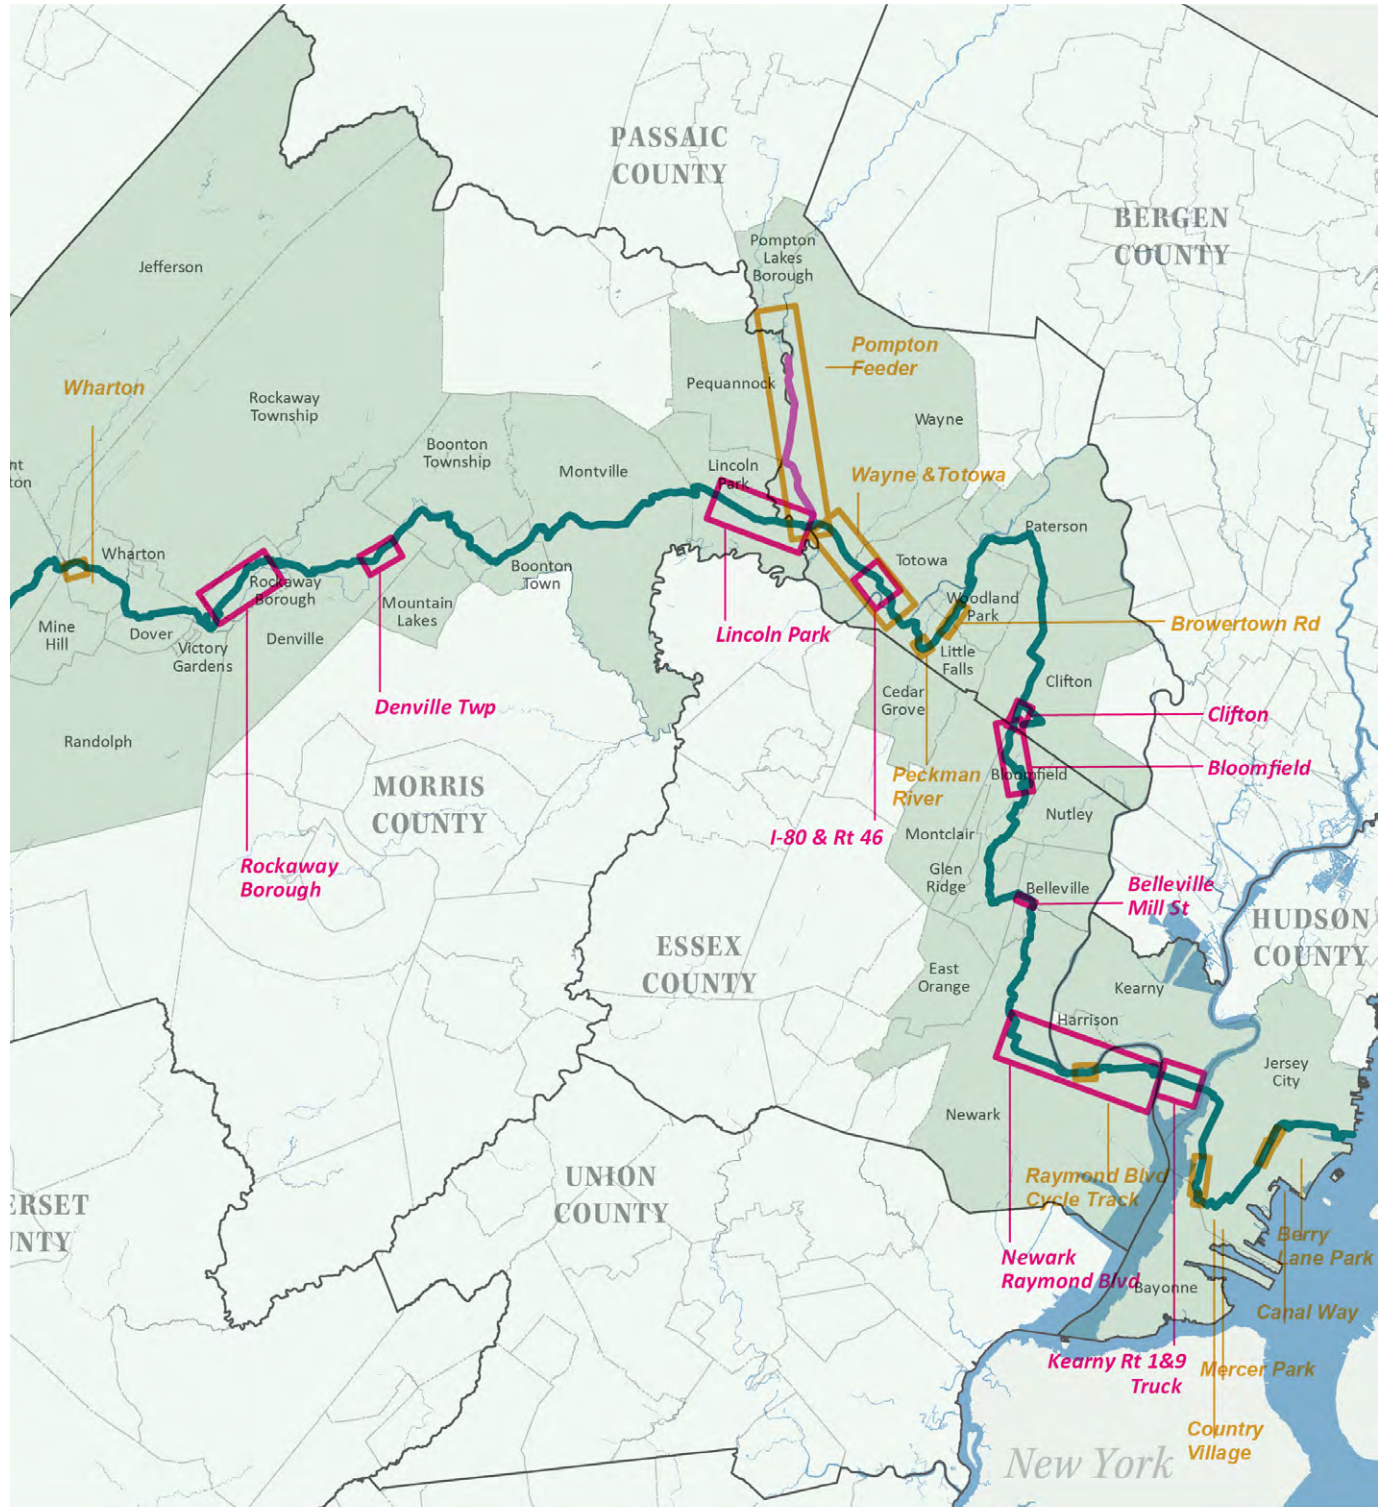 PASSAIC
COUNTY
BERGEN
COUNTY
Pompton
Lakes
Borough
Jefferson
Pompton
Feeder
Wharton
Pequannock
Rockaway
Township
Wayne
Boonton
Township
Montville
Lincoln
Park
Wayne &Totowa
nt
ton
Paterson
Wharton
Totowa
Boonton
Town
Rockaway
Borough
Mountain
Lakes
Woodland
Park
Browertown Rd
Mine
Hill
Dover
Victory
Gardens
Denville
Lincoln Park
Little
Falls
Cedar
Grove
Clifton
Denville Twp
Clifton
Randolph
Peckman
River
Bloomfield
Bloomfield
MORRIS
COUNTY
Nutley
I-80 & Rt 46
Montclair
Rockaway
Borough
Glen
Ridge
Belleville
Belleville
Mill St
HUDSON
COUNTY
ESSEX
COUNTY
East
Orange
Kearny
Harrison
Jersey
City
Newark
UNION
COUNTY
Raymond Blvd
Cycle Track
ERSET
UNTY
Berry
Lane Park
Newark
Raymond Blvd
Bayonne
Canal Way
Kearny Rt 1&9
Truck
Mercer Park
Country
Village
New York